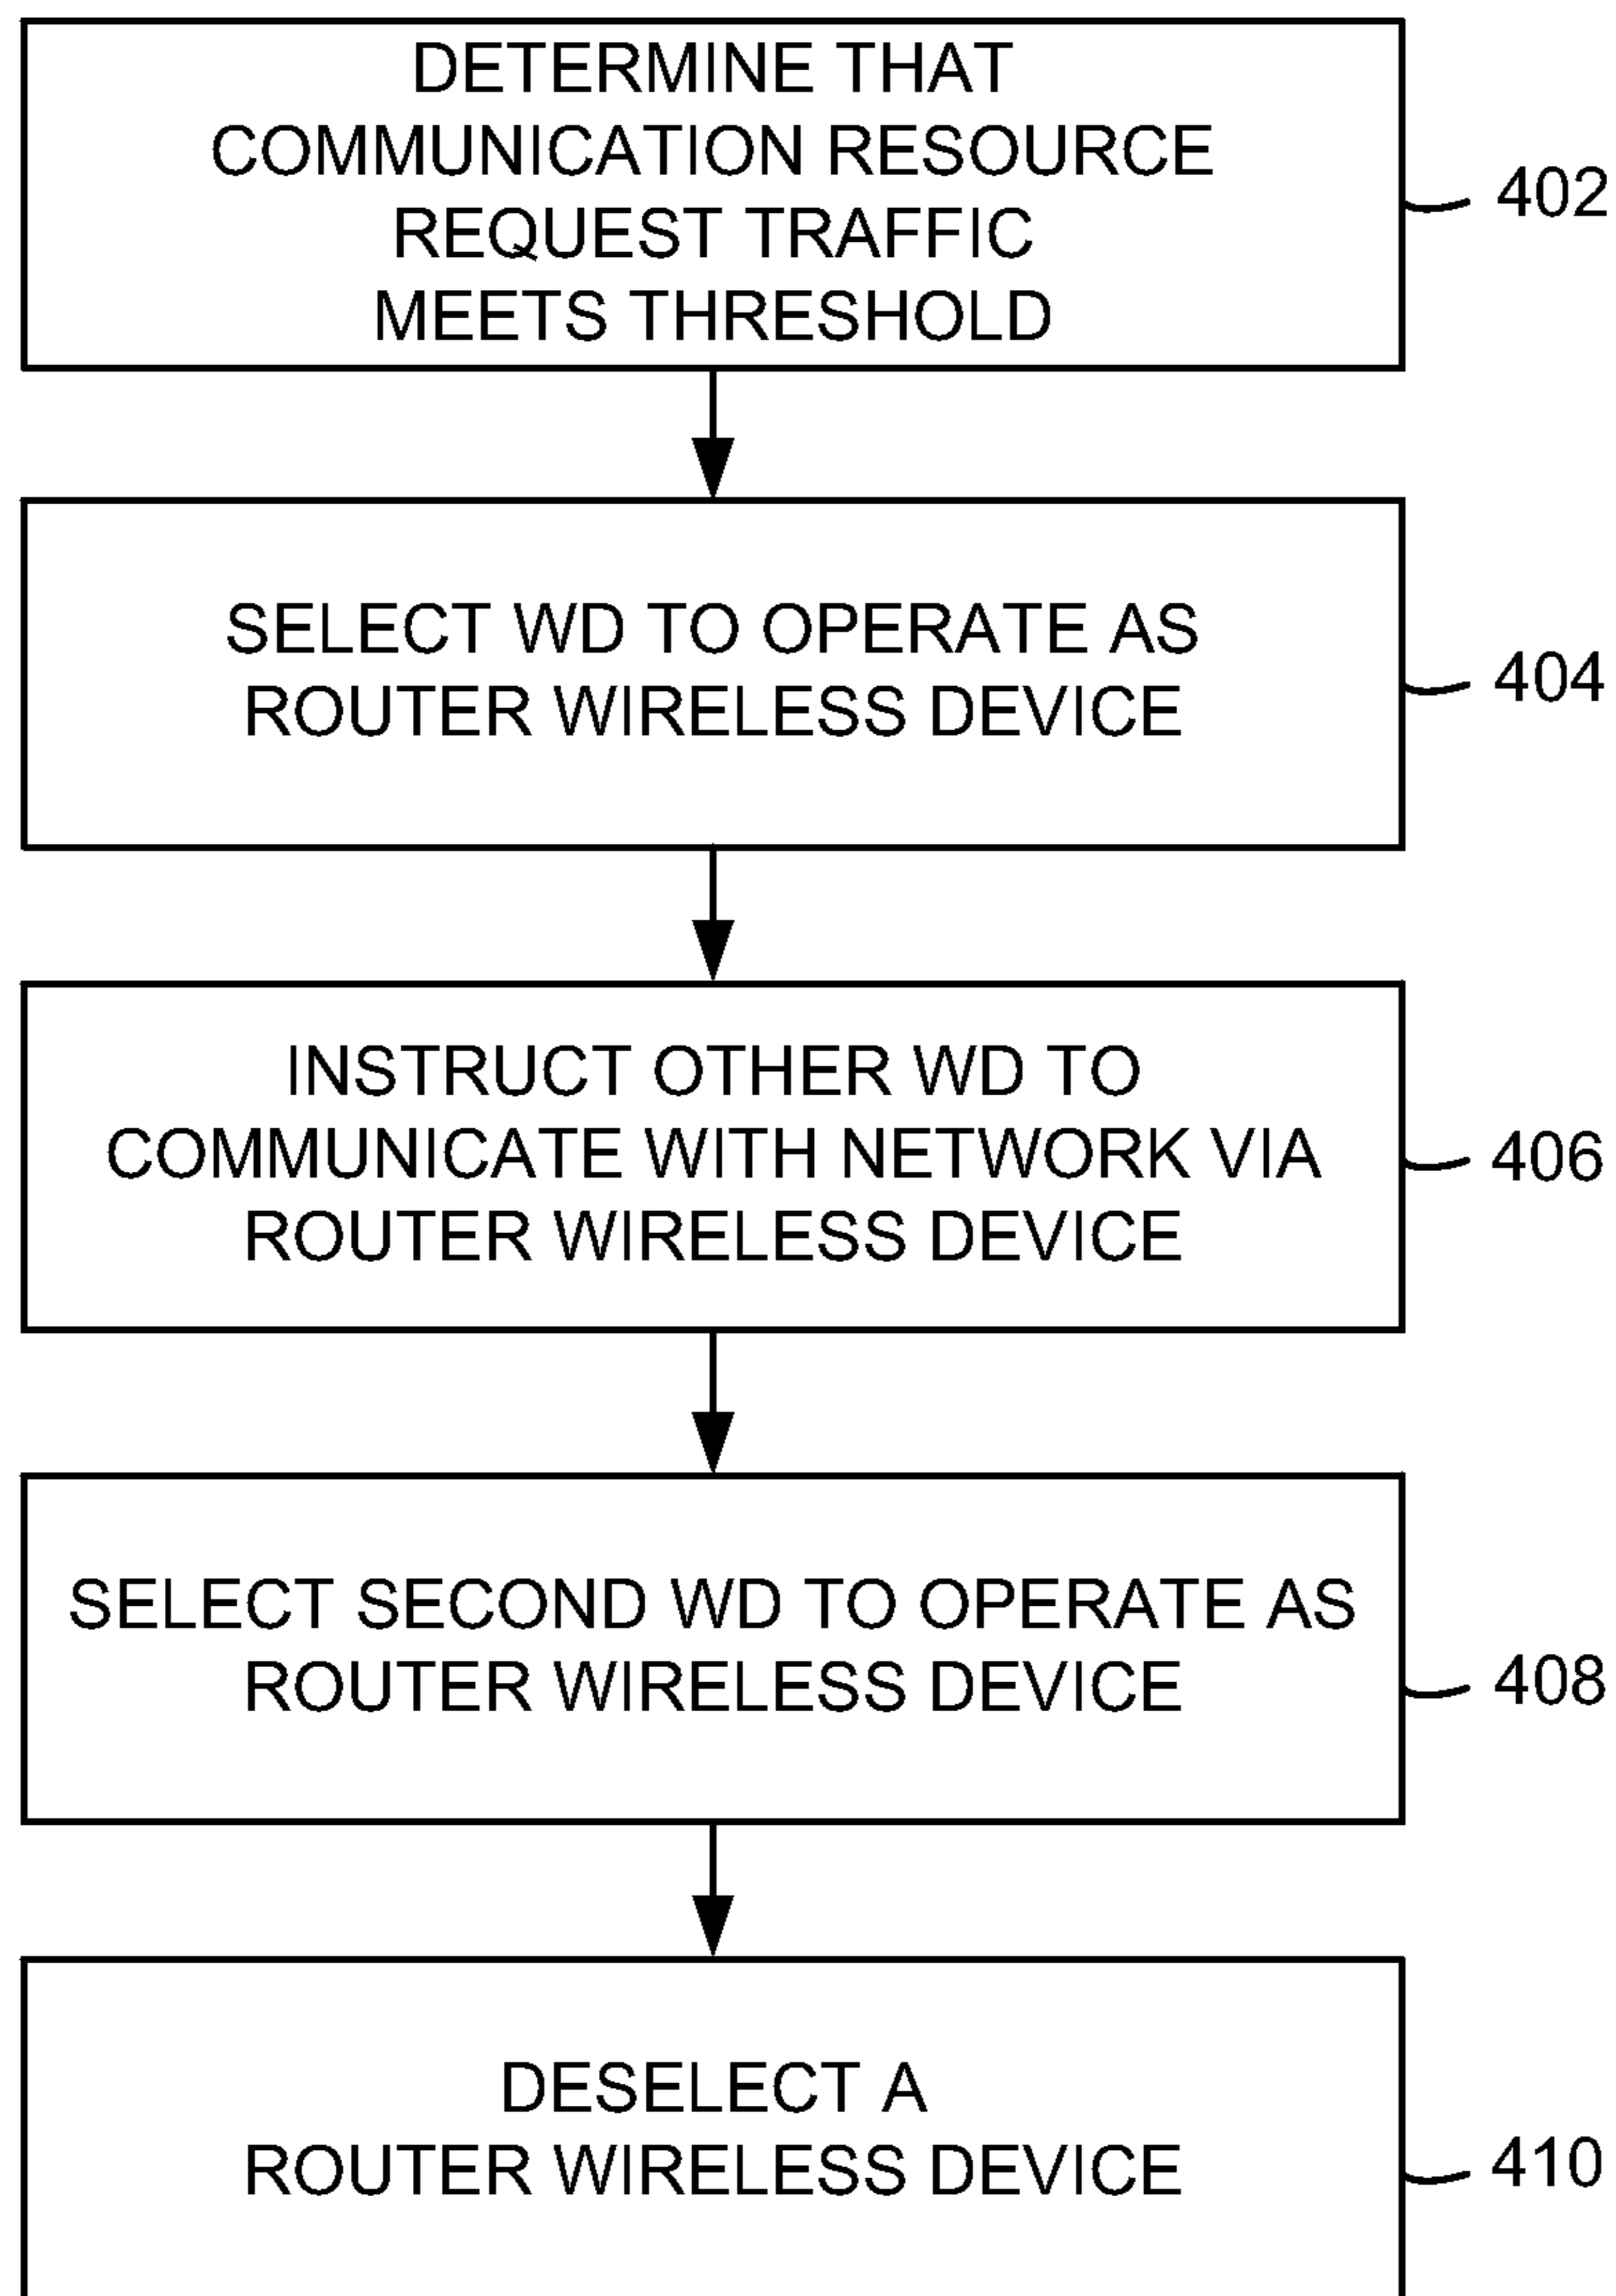 DETERMINE THAT
COMMUNICATION RESOURCE
REQUEST TRAFFIC
MEETS THRESHOLD
402
SELECT WD TO OPERATE AS
ROUTER WIRELESS DEVICE
404
INSTRUCT OTHER WD TO
COMMUNICATE WITH NETWORK VIA
ROUTER WIRELESS DEVICE
406
SELECT SECOND WD TO OPERATE AS
ROUTER WIRELESS DEVICE
408
DESELECT A
ROUTER WIRELESS DEVICE
410